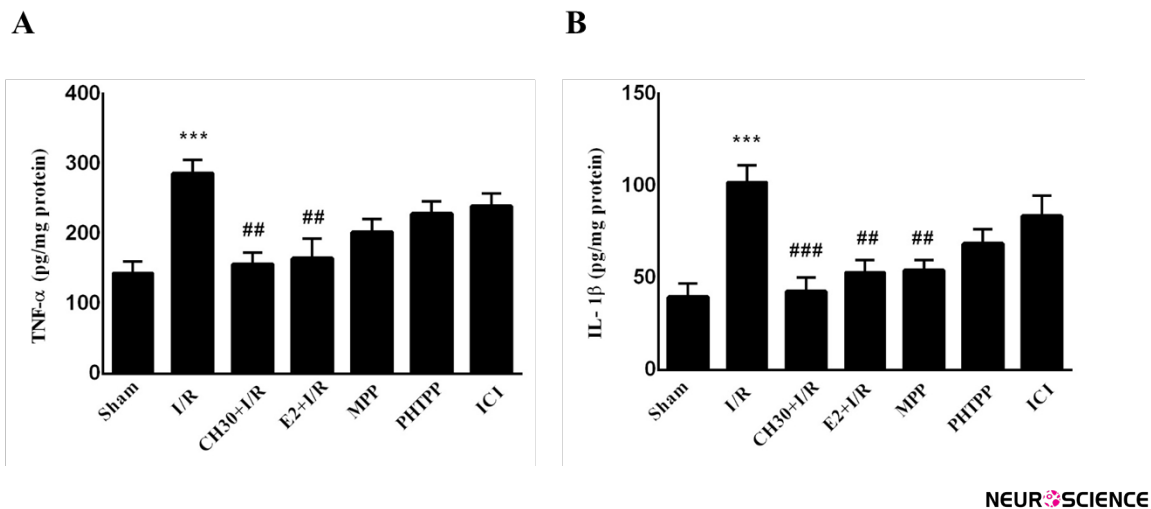 A
B
400
300
200
100
0
TNF-α (pg/mg protein)
***
##
##
Sham
I/R
CH30+I/R
E2+I/R
MPP
PHTPP
ICI
150
100
50
0
IL- 1β (pg/mg protein)
***
###
##
##
Sham
I/R
CH30+I/R
E2+I/R
MPP
PHTPP
ICI
NEUROSCIENCE